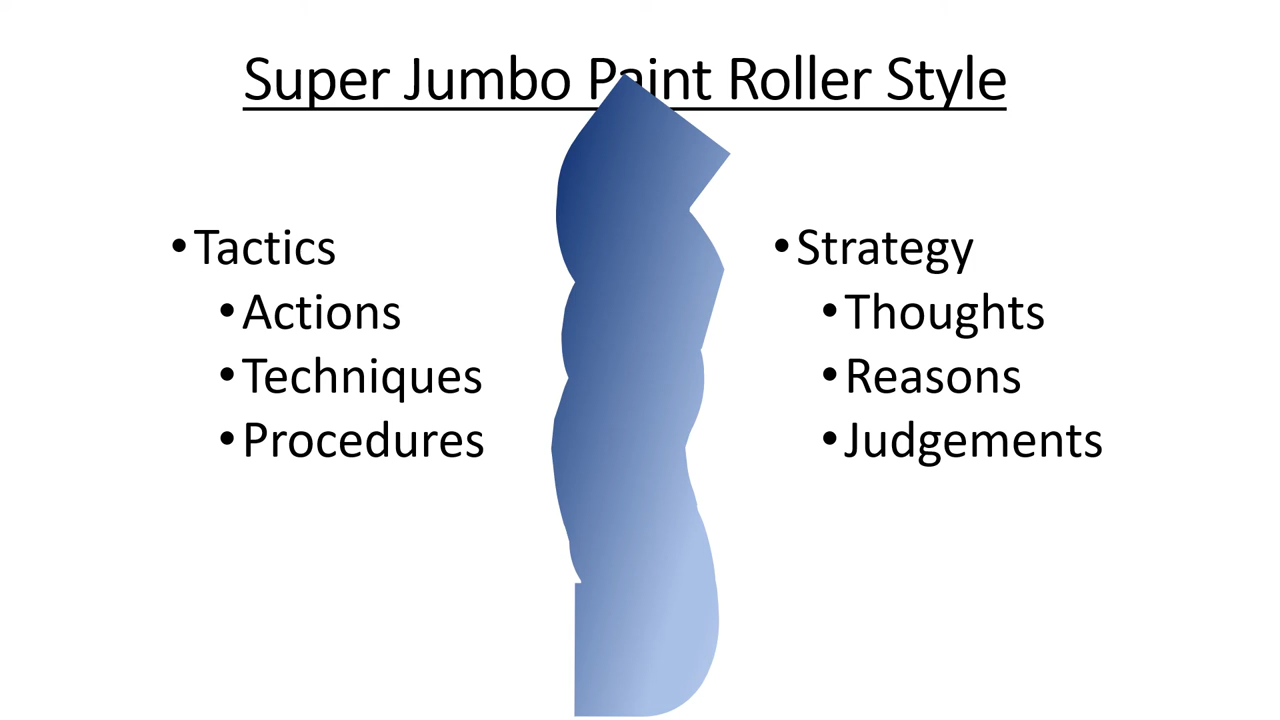 Super Jumbo Paint Roller Style
• Tactics
• Actions
• Techniques
• Procedures
• Strategy
• Thoughts
• Reasons
• Judgements